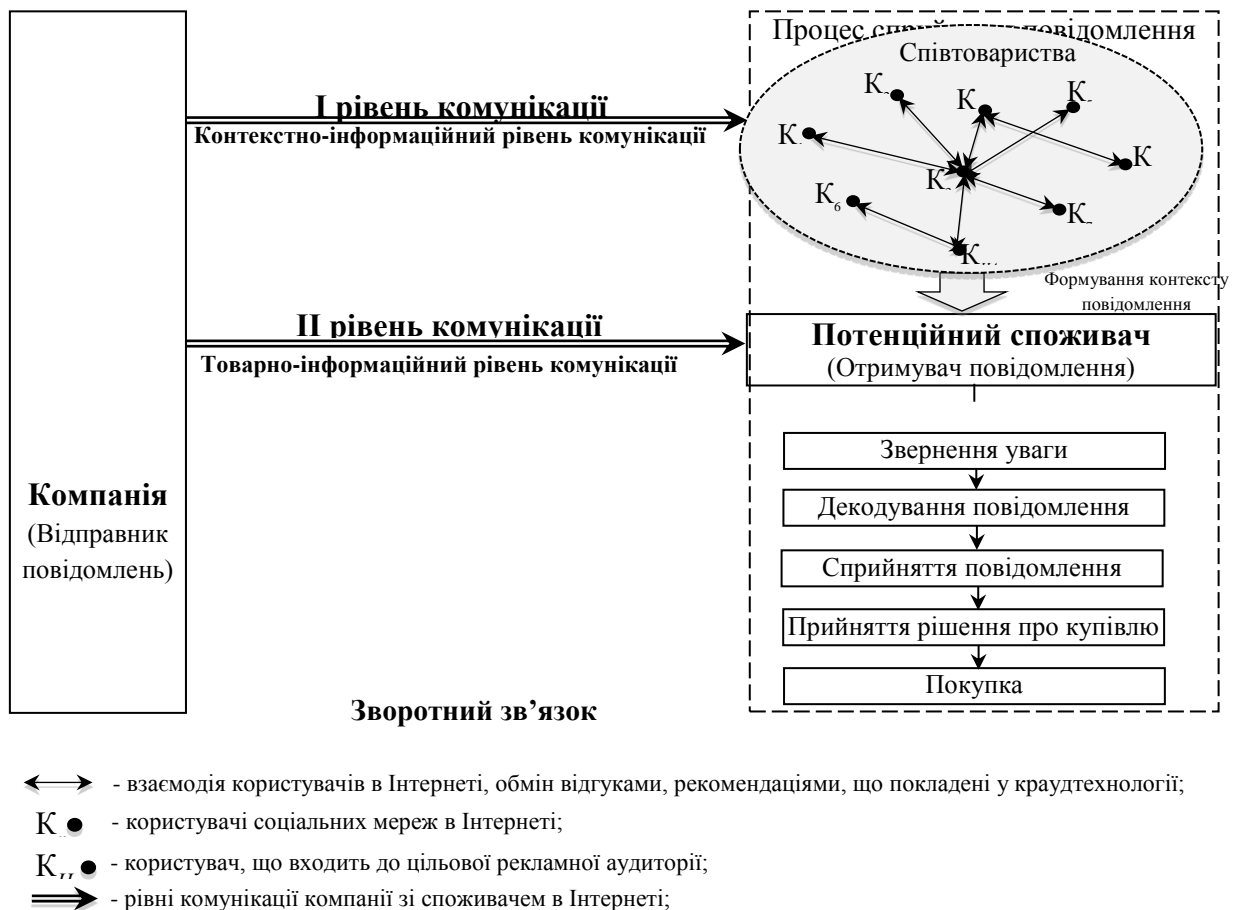 Процес повідомлення
Співтовариства
К
К
К
К
К
К
К₆
К
К
І рівень комунікації
Контекстно-інформаційний рівень комунікації
Формування контексту
повідомлення
ІІ рівень комунікації
Товарно-інформаційний рівень комунікації
Потенційний споживач
(Отримувач повідомлення)
Компанія
(Відправник
повідомлень)
Звернення уваги
Декодування повідомлення
Сприйняття повідомлення
Прийняття рішення про купівлю
Покупка
Зворотний зв’язок
- взаємодія користувачів в Інтернеті, обмін відгуками, рекомендаціями, що покладені у краудтехнології;
К - користувачі соціальних мереж в Інтернеті;
К - користувач, що входить до цільової рекламної аудиторії;
- рівні комунікації компанії зі споживачем в Інтернеті;